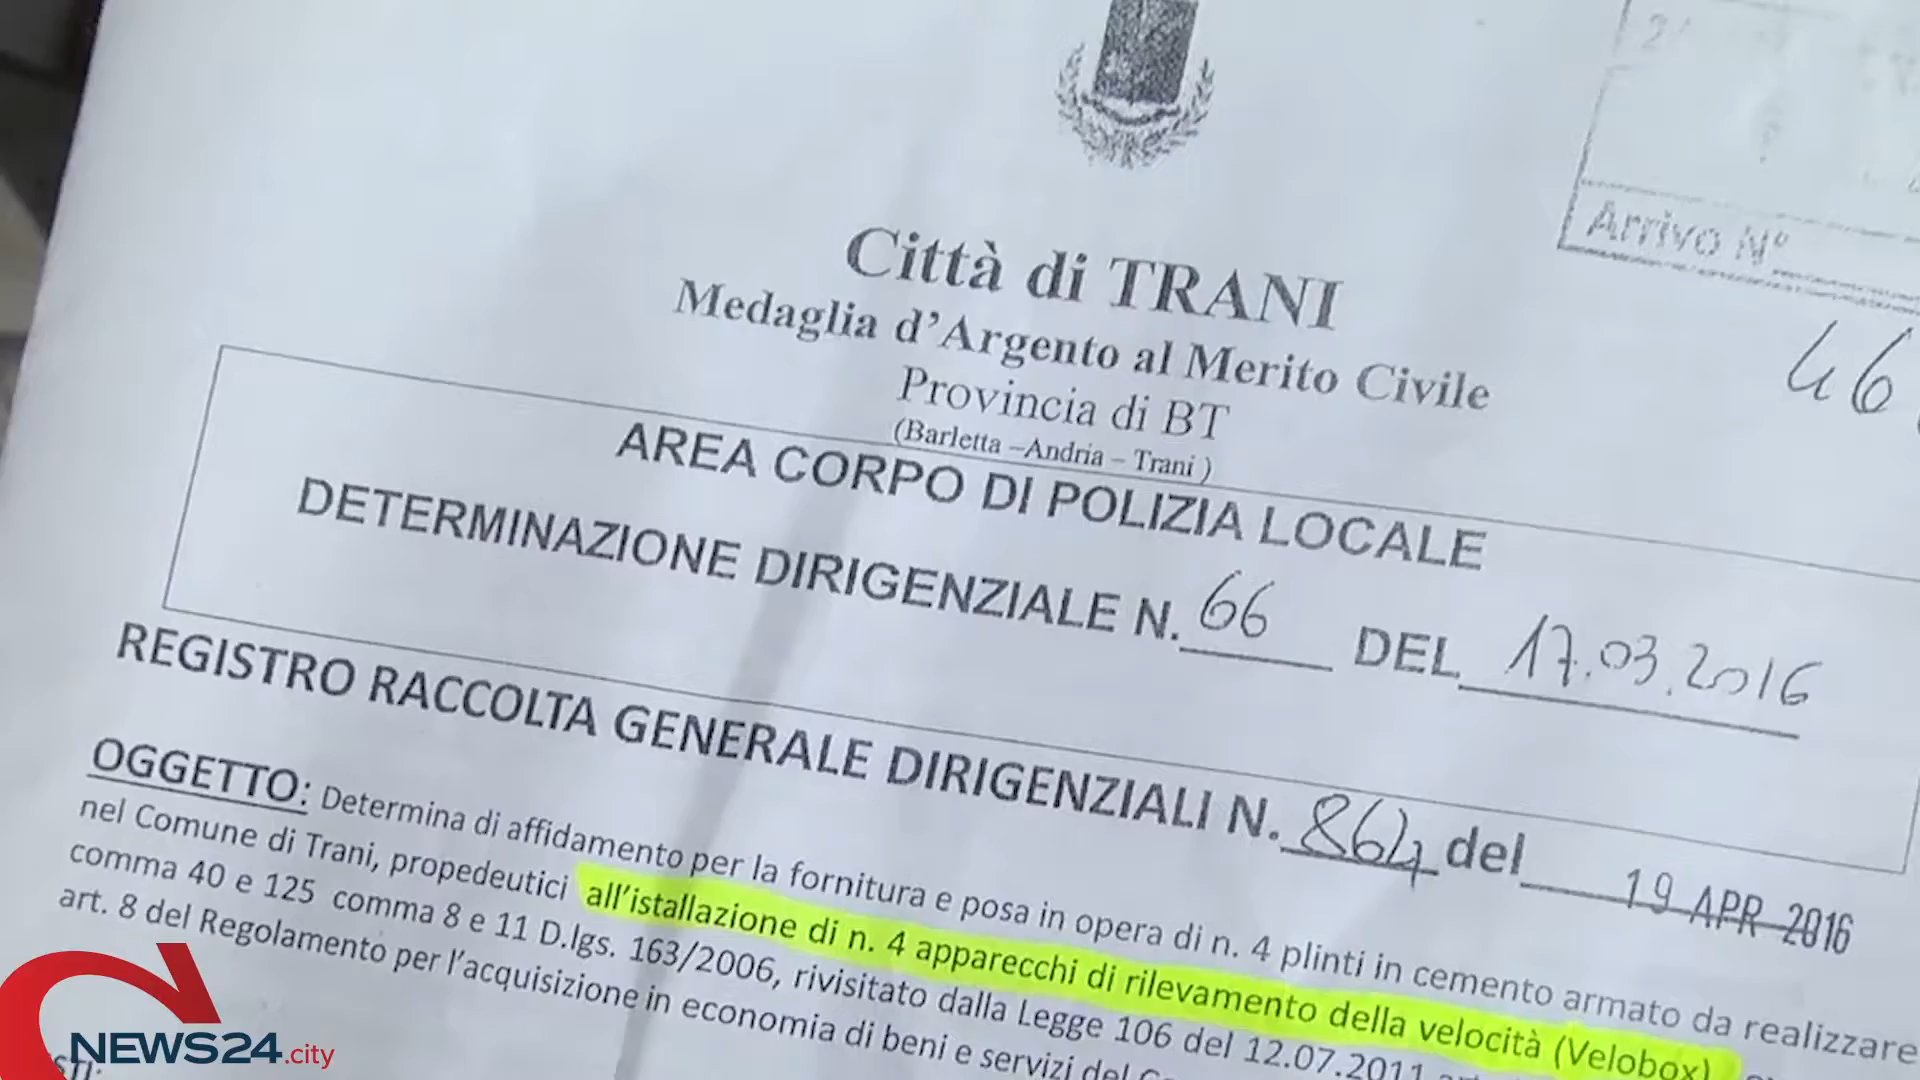 Arrivo N°
46
Città di TRANI
Medaglia d'Argento al Merito Civile
Provincia di BT
(Barletta –Andria – Trani )
AREA CORPO DI POLIZIA LOCALE
DETERMINAZIONE DIRIGENZIALE N. 66 DEL 17.03.2016
REGISTRO RACCOLTA GENERALE DIRIGENZIALI N. 864 del 19 APR 2016
OGGETTO: Determina di affidamento per la fornitura e posa in opera di n. 4 plinti in cemento armato da realizzare
nel Comune di Trani, propedeutici all'istallazione di n. 4 apparecchi di rilevamento della velocità (Velobox)
comma 40 e 125 comma 8 e 11 D.lgs. 163/2006, rivisitato dalla Legge 106 del 12.07.2011
art. 8 del Regolamento per l'acquisizione in economia di beni e servizi del
NEWS24.city